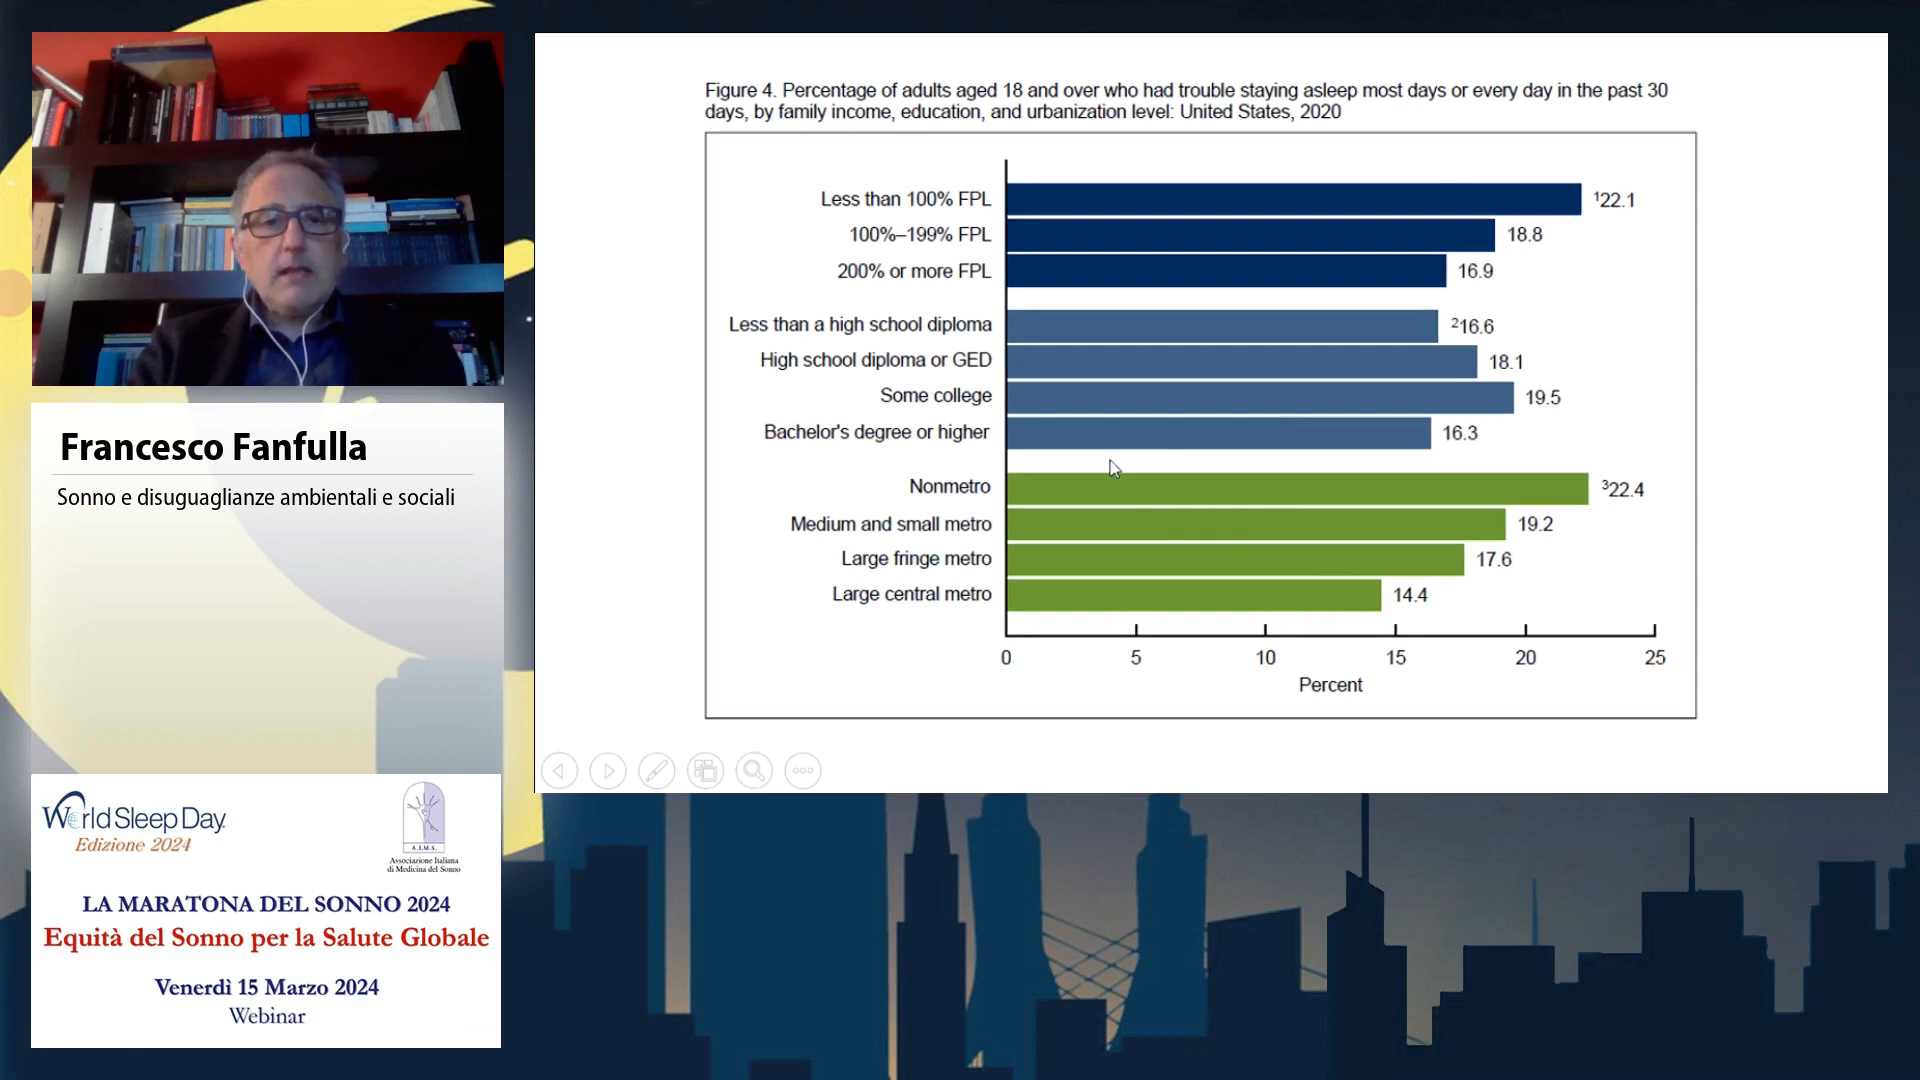 Francesco Fanfulla
Sonno e disuguaglianze ambientali e sociali
World Sleep Day
Edizione 2024
A.I.M.S.
Associazione Italiana
di Medicina del Sonno
LA MARATONA DEL SONNO 2024
Equità del Sonno per la Salute Globale
Venerdì 15 Marzo 2024
Webinar
Figure 4. Percentage of adults aged 18 and over who had trouble staying asleep most days or every day in the past 30
days, by family income, education, and urbanization level: United States, 2020
Less than 100% FPL ¹22.1
100%–199% FPL 18.8
200% or more FPL 16.9
Less than a high school diploma ²16.6
High school diploma or GED 18.1
Some college 19.5
Bachelor's degree or higher 16.3
Nonmetro ³22.4
Medium and small metro 19.2
Large fringe metro 17.6
Large central metro 14.4
0 5 10 15 20 25
Percent